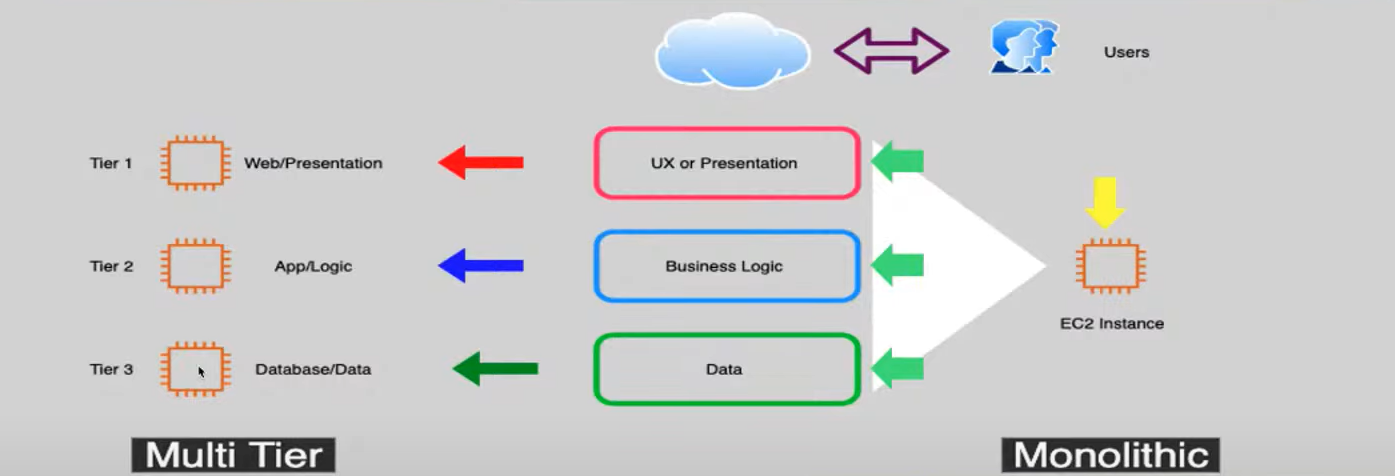 Users
Tier 1
Web/Presentation
UX or Presentation
Tier 2
App/Logic
Business Logic
EC2 Instance
Tier 3
Database/Data
Data
Multi Tier
Monolithic